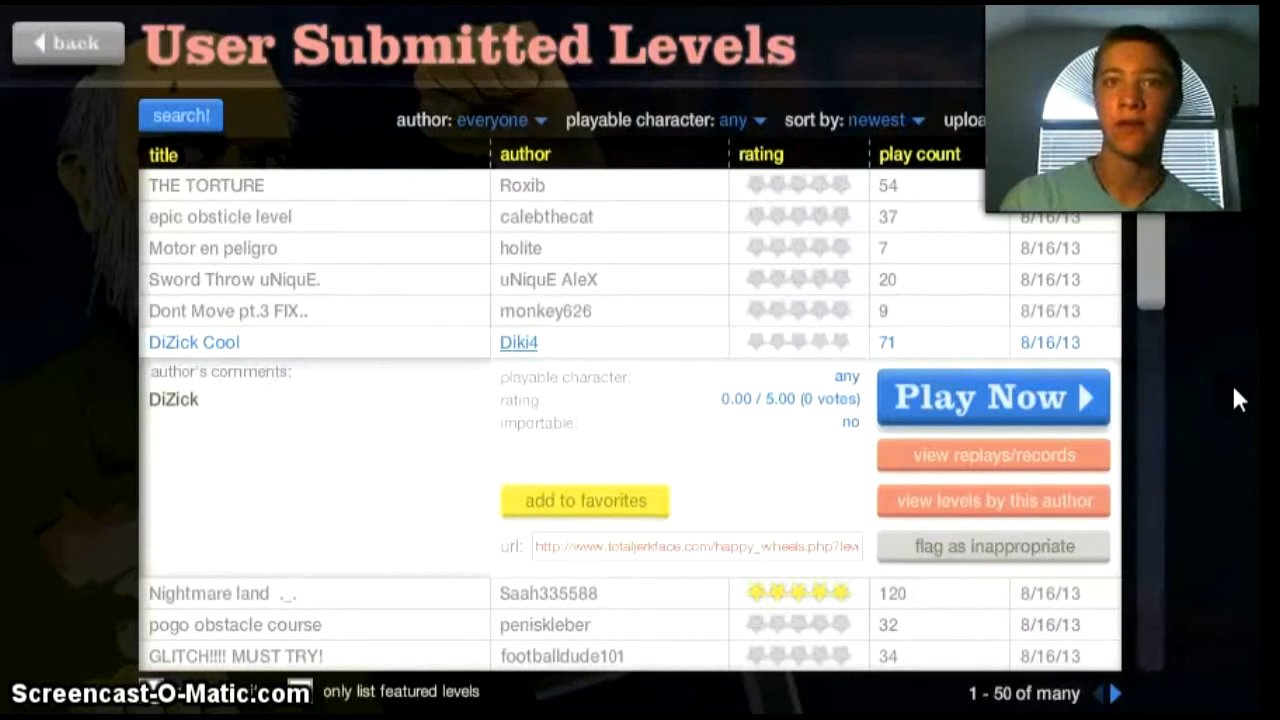 back
User Submitted Levels
search!
author: everyone playable character: any sort by: newest
title author rating play count
THE TORTURE Roxib 54
epic obsticle level calebthecat 37 8/16/13
Motor en peligro holite 7 8/16/13
Sword Throw uNiquE. uNiquE AleX 20 8/16/13
Dont Move pt.3 FIX.. monkey626 9 8/16/13
DiZick Cool Diki4 71 8/16/13
author's comments: playable character: any
DiZick rating: 0.00 / 5.00 (0 votes) Play Now
importable: no
view replays/records
add to favorites view levels by this author
url: http://www.totaljerkface.com/happy_wheels.php?lev flag as inappropriate
Nightmare land ._. Saah335588 120 8/16/13
pogo obstacle course peniskleber 32 8/16/13
GLITCH!!!! MUST TRY! footballdude101 34 8/16/13
Screencast-O-Matic.com only list featured levels 1 - 50 of many